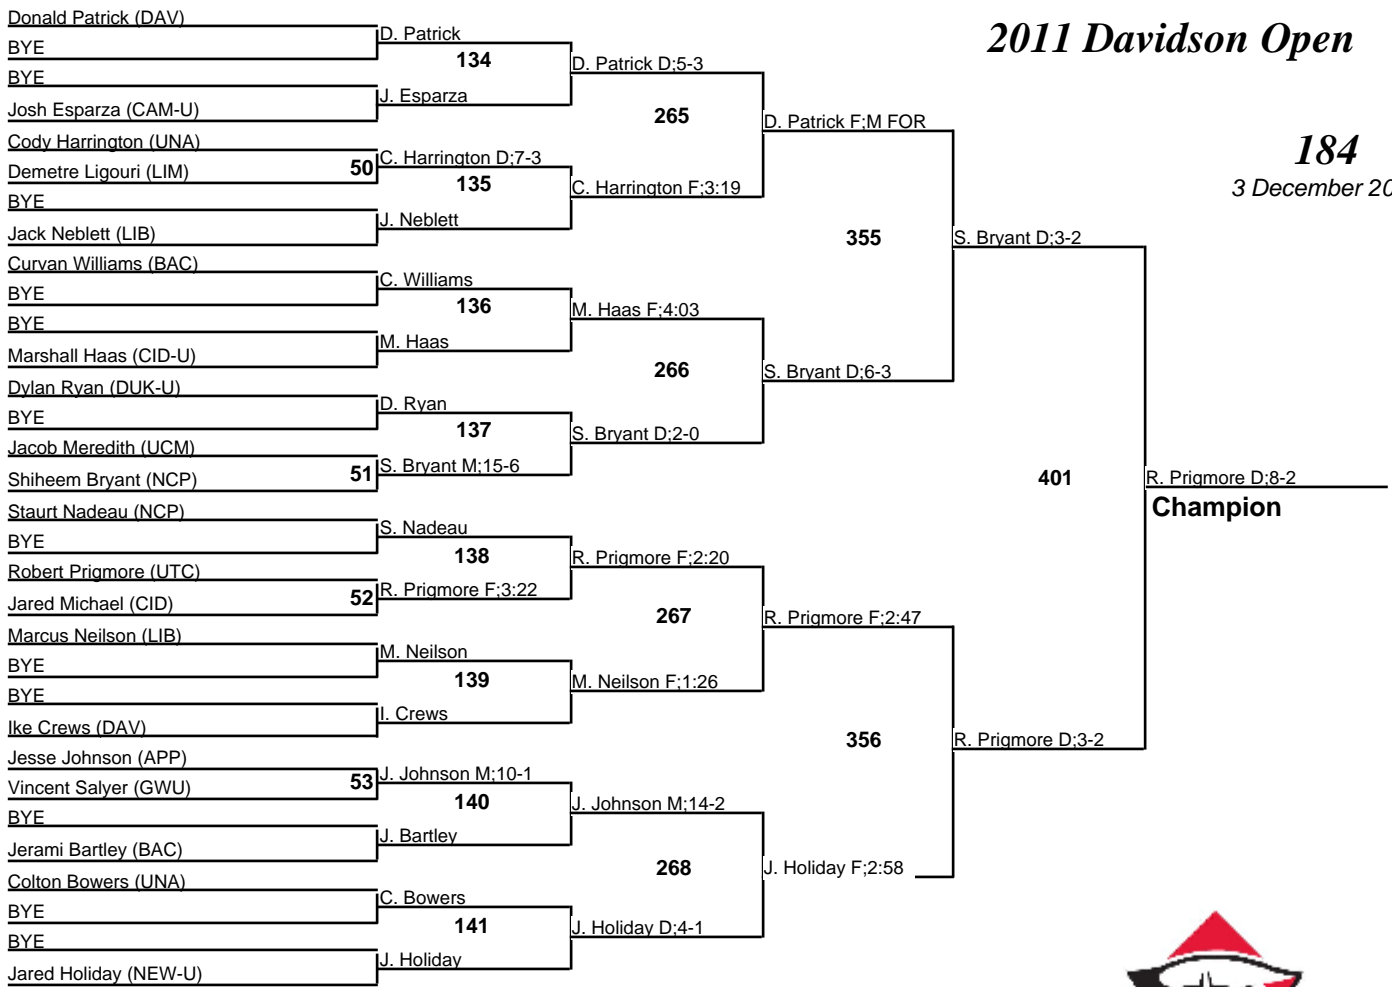 2011 Davidson Open
184
3 December 20
Donald Patrick (DAV)
BYE
BYE
Josh Esparza (CAM-U)
Cody Harrington (UNA)
Demetre Ligouri (LIM)
BYE
Jack Neblett (LIB)
Curvan Williams (BAC)
BYE
BYE
Marshall Haas (CID-U)
Dylan Ryan (DUK-U)
BYE
Jacob Meredith (UCM)
Shiheem Bryant (NCP)
Staurt Nadeau (NCP)
BYE
Robert Prigmore (UTC)
Jared Michael (CID)
Marcus Neilson (LIB)
BYE
BYE
Ike Crews (DAV)
Jesse Johnson (APP)
Vincent Salyer (GWU)
BYE
Jerami Bartley (BAC)
Colton Bowers (UNA)
BYE
BYE
Jared Holiday (NEW-U)
50
51
52
53
D. Patrick
134
J. Esparza
C. Harrington D;7-3
135
J. Neblett
C. Williams
136
M. Haas
D. Ryan
137
S. Bryant M;15-6
S. Nadeau
138
R. Prigmore F;3:22
M. Neilson
139
I. Crews
J. Johnson M;10-1
140
J. Bartley
C. Bowers
141
J. Holiday
D. Patrick D;5-3
265
C. Harrington F;3:19
M. Haas F;4:03
266
S. Bryant D;2-0
R. Prigmore F;2:20
267
M. Neilson F;1:26
J. Johnson M;14-2
268
J. Holiday D;4-1
D. Patrick F;M FOR
355
S. Bryant D;6-3
R. Prigmore F;2:47
356
J. Holiday F;2:58
S. Bryant D;3-2
401
R. Prigmore D;3-2
R. Prigmore D;8-2
Champion